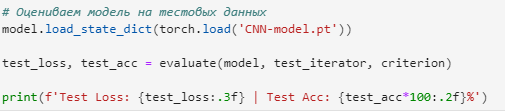 # Оцениваем модель на тестовых данных
model.load_state_dict(torch.load('CNN-model.pt'))
test_loss, test_acc = evaluate(model, test_iterator, criterion)
print(f'Test Loss: {test_loss:.3f} | Test Acc: {test_acc*100:.2f}%')